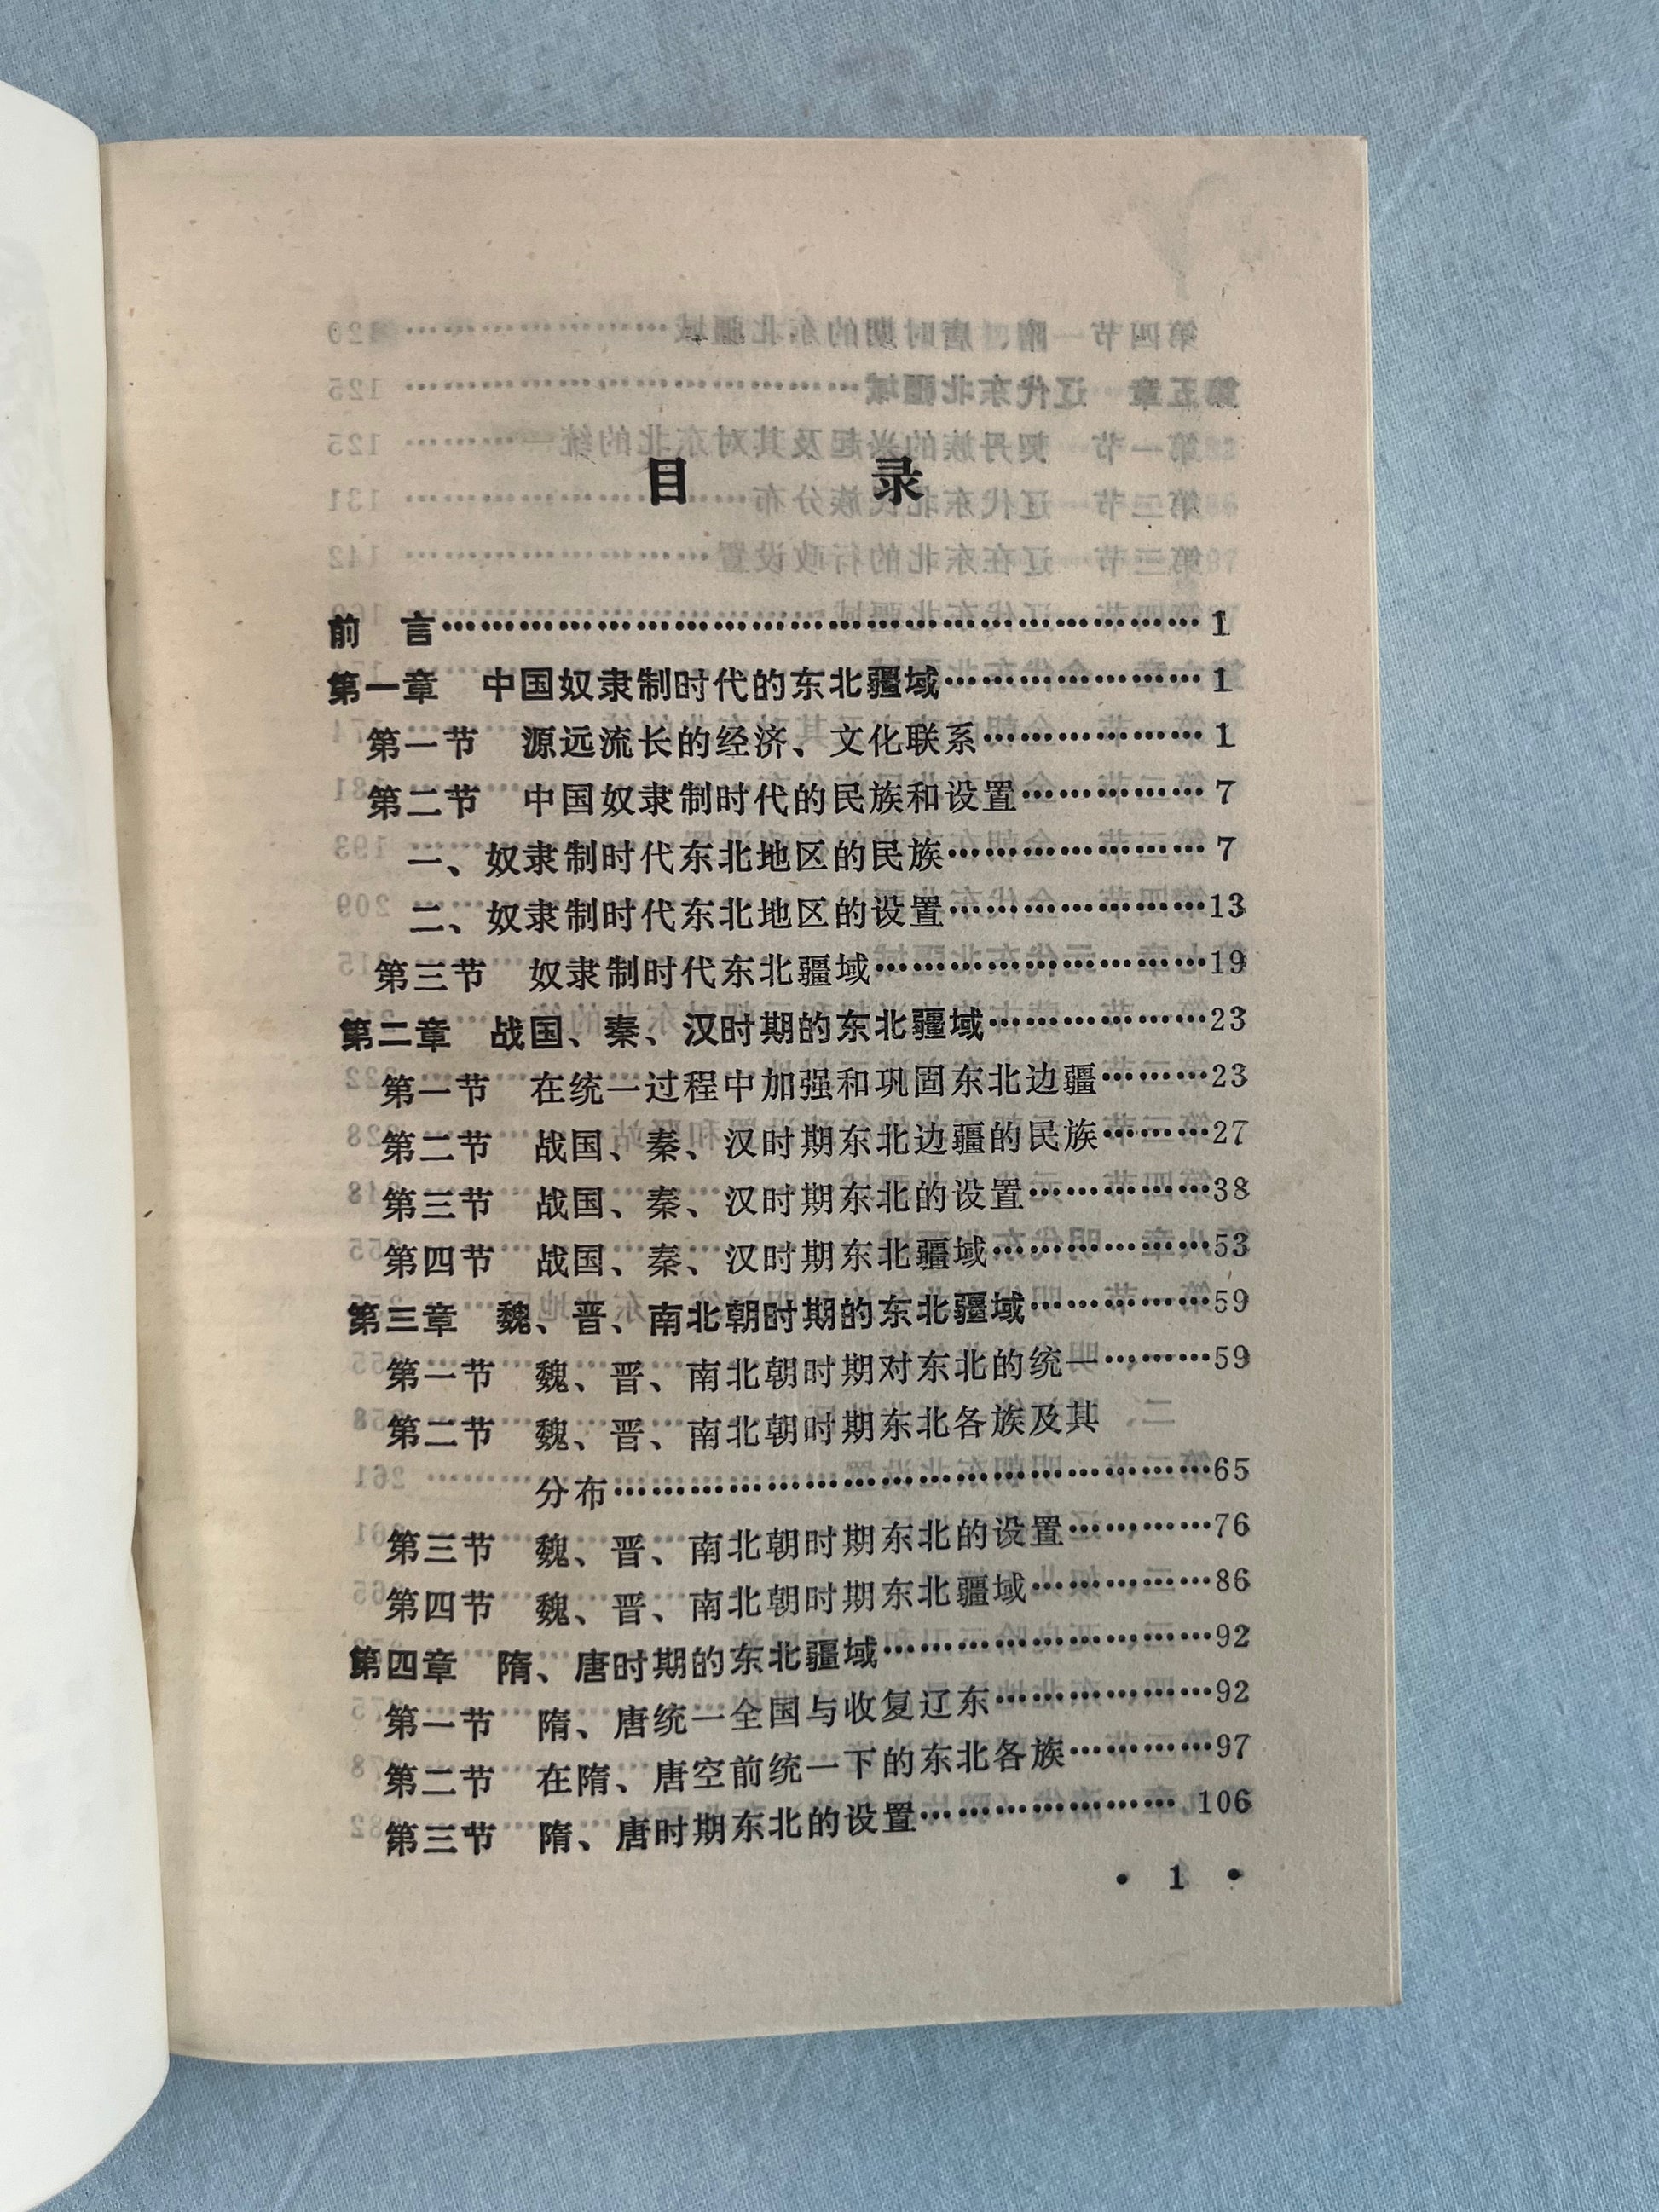 目 录
前 言…………………………………………………… 1
第一章 中国奴隶制时代的东北疆域………………… 1
第一节 源远流长的经济、文化联系……………… 1
第二节 中国奴隶制时代的民族和设置…………… 7
一、奴隶制时代东北地区的民族………………… 7
二、奴隶制时代东北地区的设置…………………13
第三节 奴隶制时代东北疆域………………………19
第二章 战国、秦、汉时期的东北疆域………………23
第一节 在统一过程中加强和巩固东北边疆………23
第二节 战国、秦、汉时期东北边疆的民族………27
第三节 战国、秦、汉时期东北的设置……………38
第四节 战国、秦、汉时期东北疆域………………53
第三章 魏、晋、南北朝时期的东北疆域……………59
第一节 魏、晋、南北朝时期对东北的统一………59
第二节 魏、晋、南北朝时期东北各族及其
分布…………………………………………65
第三节 魏、晋、南北朝时期东北的设置…………76
第四节 魏、晋、南北朝时期东北疆域……………86
第四章 隋、唐时期的东北疆域………………………92
第一节 隋、唐统一全国与收复辽东………………92
第二节 在隋、唐空前统一下的东北各族…………97
第三节 隋、唐时期东北的设置………………… 106
• 1 •